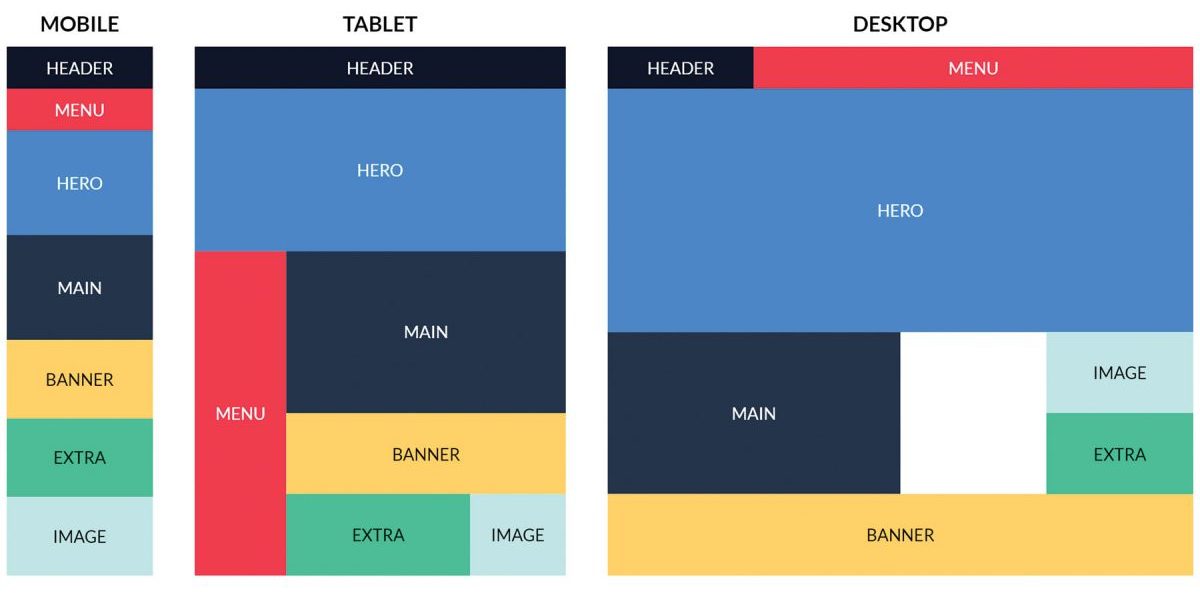 MOBILE
HEADER
MENU
HERO
MAIN
BANNER
EXTRA
IMAGE
TABLET
HEADER
HERO
MENU
MAIN
BANNER
EXTRA
IMAGE
DESKTOP
HEADER
MENU
HERO
MAIN
IMAGE
EXTRA
BANNER